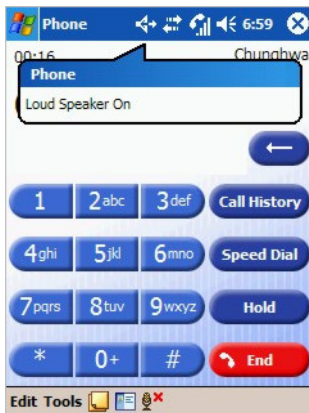 Phone 6:59
00:16 Chunghwa
Phone
Loud Speaker On
1 2abc 3def Call History
4ghi 5jkl 6mno Speed Dial
7pqrs 8tuv 9wxyz Hold
* 0+ # End
Edit Tools